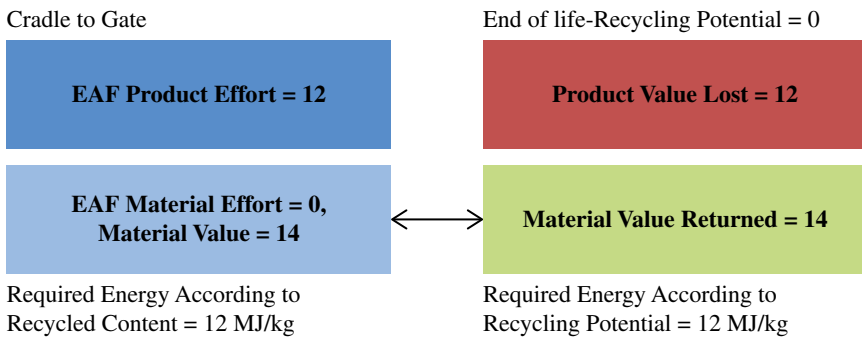 Cradle to Gate
End of life-Recycling Potential = 0
EAF Product Effort = 12
Product Value Lost = 12
EAF Material Effort = 0,
Material Value = 14
Material Value Returned = 14
Required Energy According to
Recycled Content = 12 MJ/kg
Required Energy According to
Recycling Potential = 12 MJ/kg